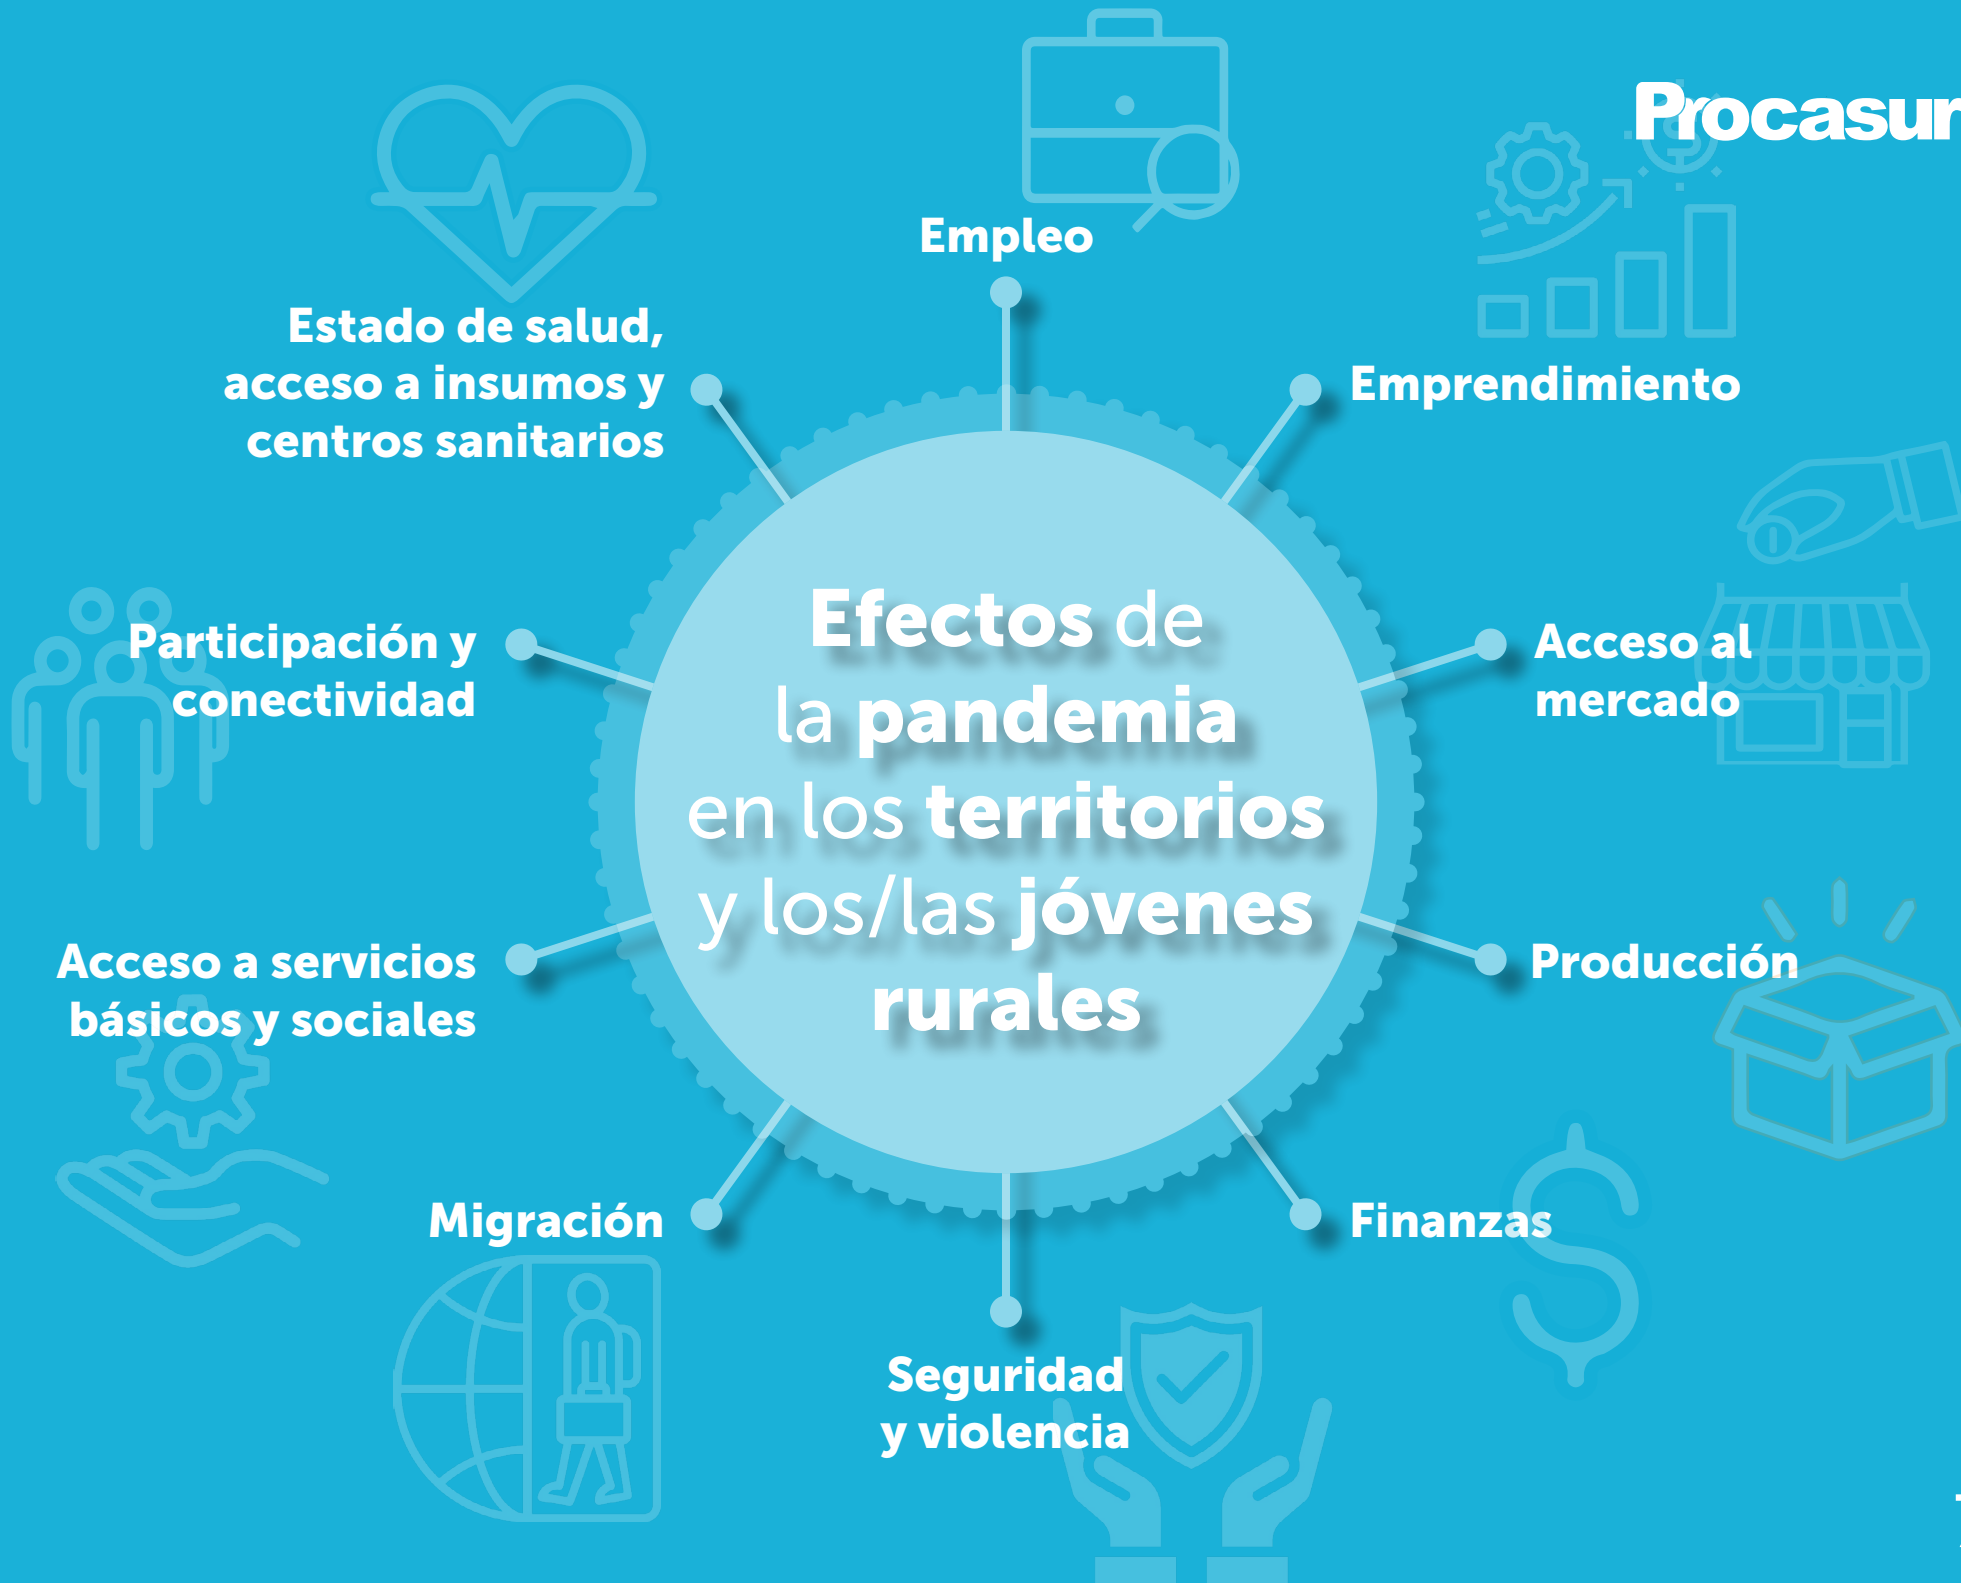 Procasur
Empleo
Estado de salud,
acceso a insumos y
centros sanitarios
Emprendimiento
Participación y
conectividad
Acceso al
mercado
Efectos de
la pandemia
en los territorios
y los/las jóvenes
rurales
Acceso a servicios
básicos y sociales
Producción
Migración
Finanzas
Seguridad
y violencia